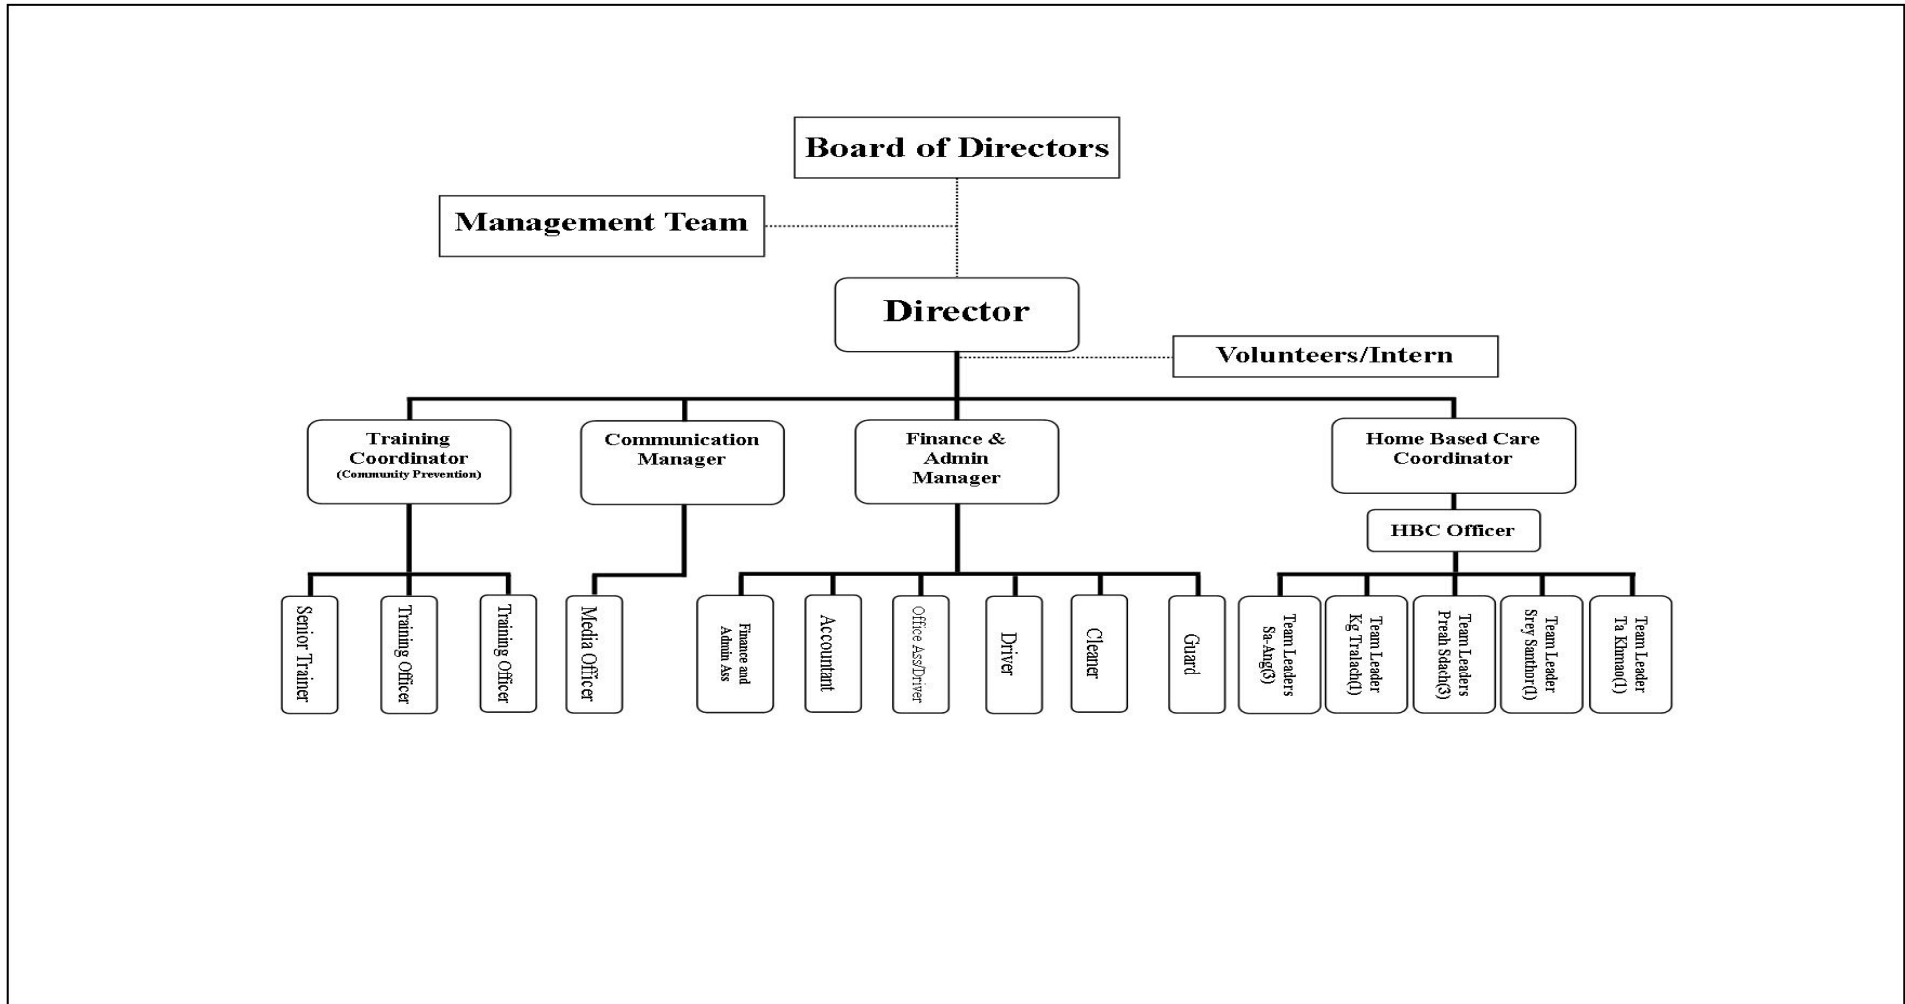 Board of Directors
Management Team
Director
Volunteers/Intern
Training
Coordinator
(Community Prevention)
Communication
Manager
Finance &
Admin
Manager
Home Based Care
Coordinator
HBC Officer
Senior Trainer
Training Officer
Training Officer
Media Officer
Finance and
Admin Ass
Accountant
Office Ass/Driver
Driver
Cleaner
Guard
Team Leaders
Sa-Ang(3)
Team Leader
Kg Tralach(1)
Team Leaders
Preah Sdach(3)
Team Leader
Srey Santhor(1)
Team Leader
Ta Khmao(1)